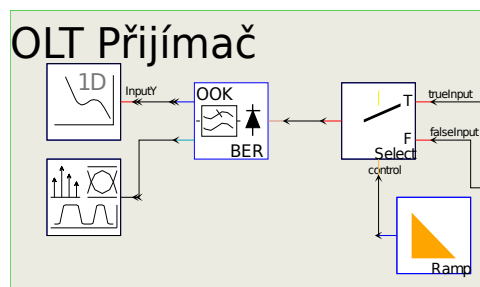 OLT Přijímač
1D
InputY
OOK
BER
T
trueInput
F
falseInput
Select
control
Ramp